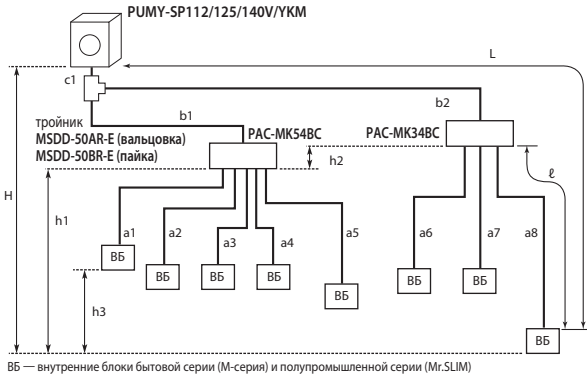 PUMY-SP112/125/140V/YKM
L
c1
b1
b2
тройник
MSDD-50AR-E (вальцовка)
MSDD-50BR-E (пайка)
PAC-MK54BC
PAC-MK34BC
h2
H
h1
ℓ
a1
a2
a3
a4
a5
a6
a7
a8
ВБ
ВБ
ВБ
ВБ
ВБ
ВБ
ВБ
h3
ВБ
ВБ — внутренние блоки бытовой серии (М-серия) и полупромышленной серии (Mr.SLIM)